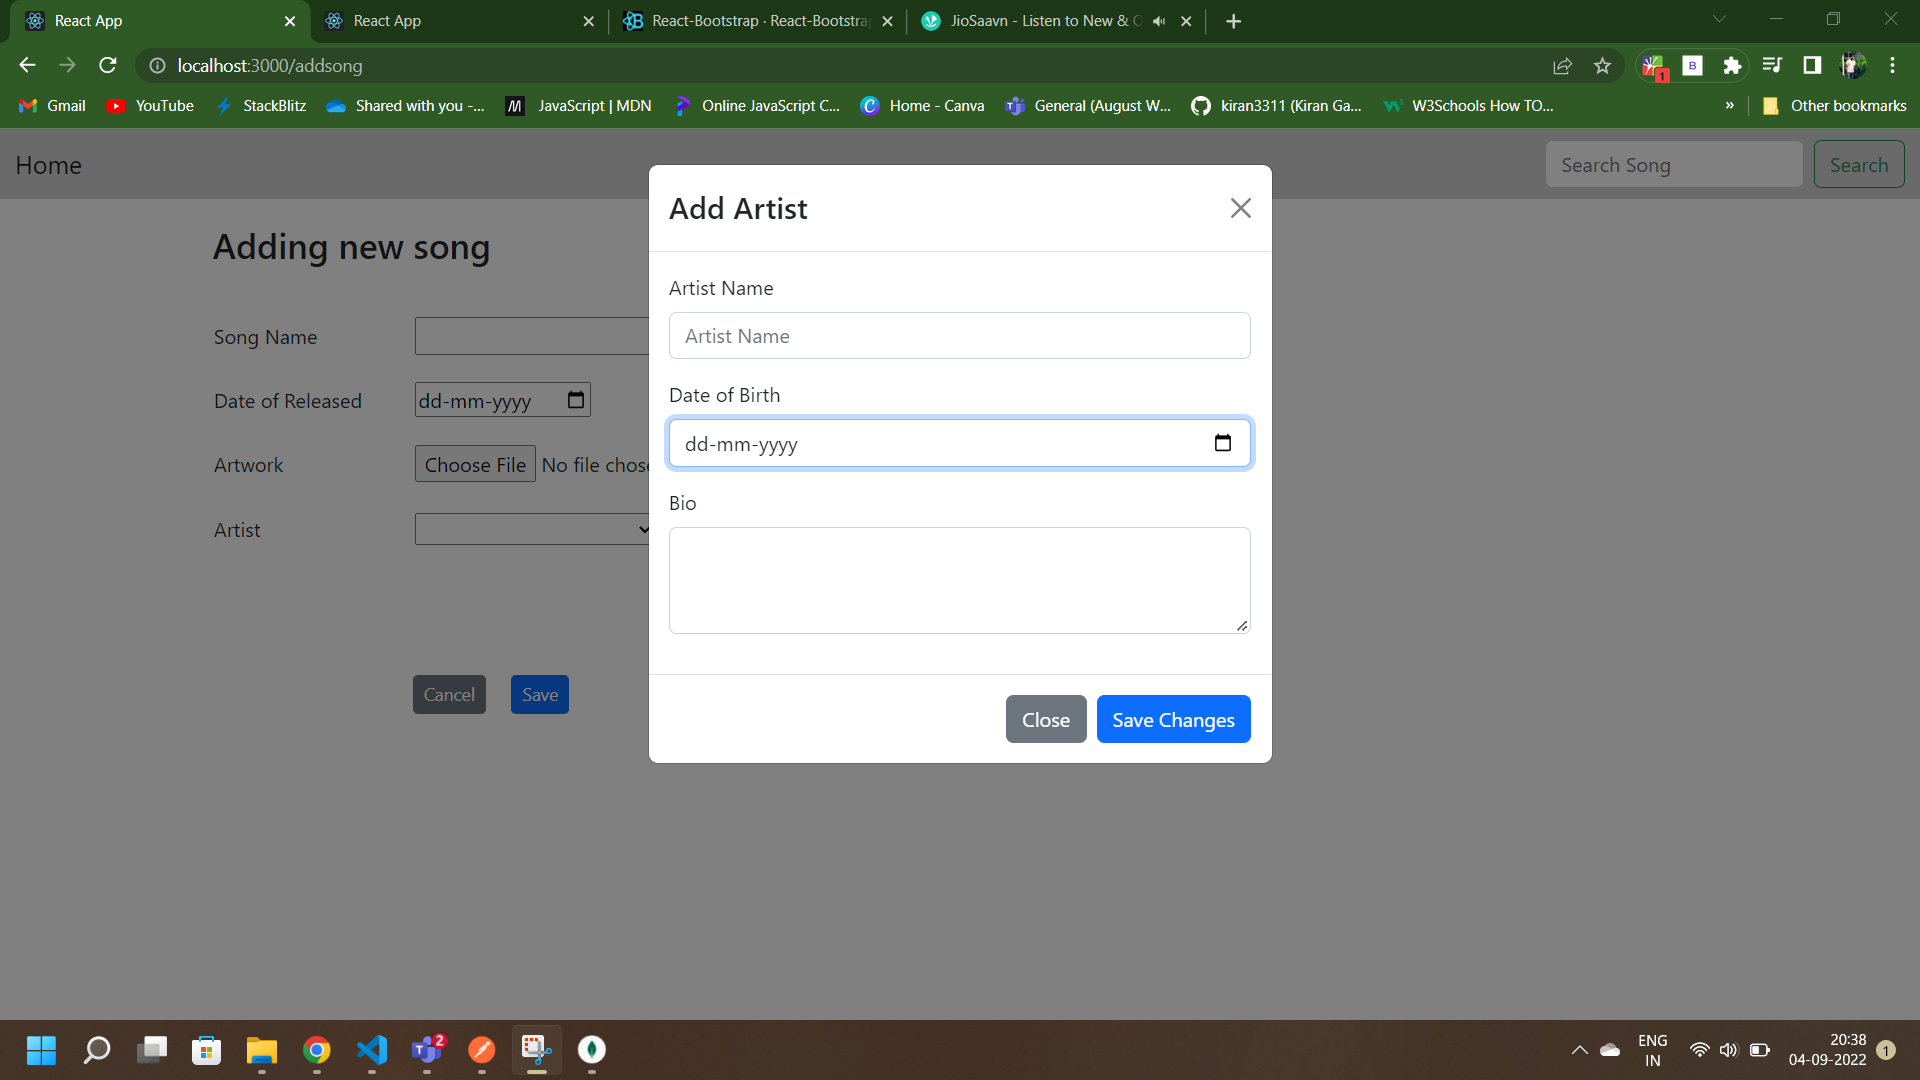 React App
React App
React-Bootstrap · React-Bootstra
JioSaavn - Listen to New &
localhost:3000/addsong
1
B
Gmail
YouTube
StackBlitz
Shared with you -...
M
JavaScript | MDN
Online JavaScript C...
Home - Canva
General (August W...
kiran3311 (Kiran Ga...
W3Schools How TO...
»
Other bookmarks
Home
Search Song
Search
Add Artist
Adding new song
Artist Name
Artist Name
Song Name
Date of Birth
Date of Released
dd-mm-yyyy
dd-mm-yyyy
Artwork
Choose File
No file chose
Bio
Artist
Cancel
Save
Close
Save Changes
2
ENG
IN
20:38
04-09-2022
1